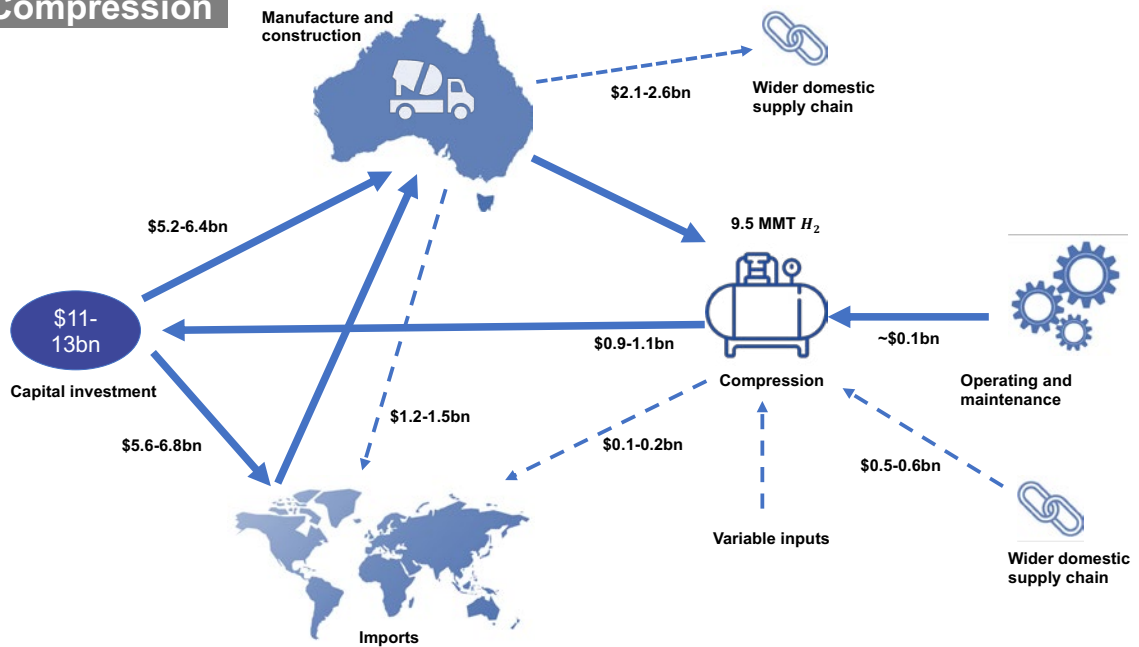 Compression
Manufacture and
construction
$2.1-2.6bn
Wider domestic
supply chain
$5.2-6.4bn
9.5 MMT H₂
$11-
13bn
$0.9-1.1bn
~$0.1bn
Capital investment
Compression
Operating and
maintenance
$1.2-1.5bn
$5.6-6.8bn
$0.1-0.2bn
$0.5-0.6bn
Variable inputs
Wider domestic
supply chain
Imports